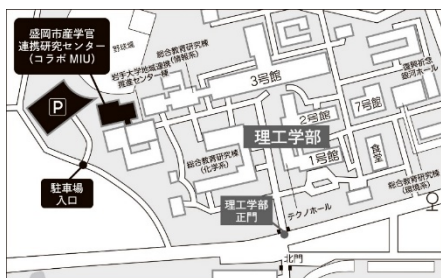 盛岡市産学官
連携研究センター
(コラボ MIU)
野球場
総合教育研究棟
(情報系)
岩手大学地域連携
推進センター棟
3号館
復興祈念
銀河ホール
2号館
7号館
P
理工学部
1号館
食堂
総合教育研究棟
(化学系)
総合教育研究棟
(環境系)
駐車場
入口
理工学部
正門
テクノホール
北門